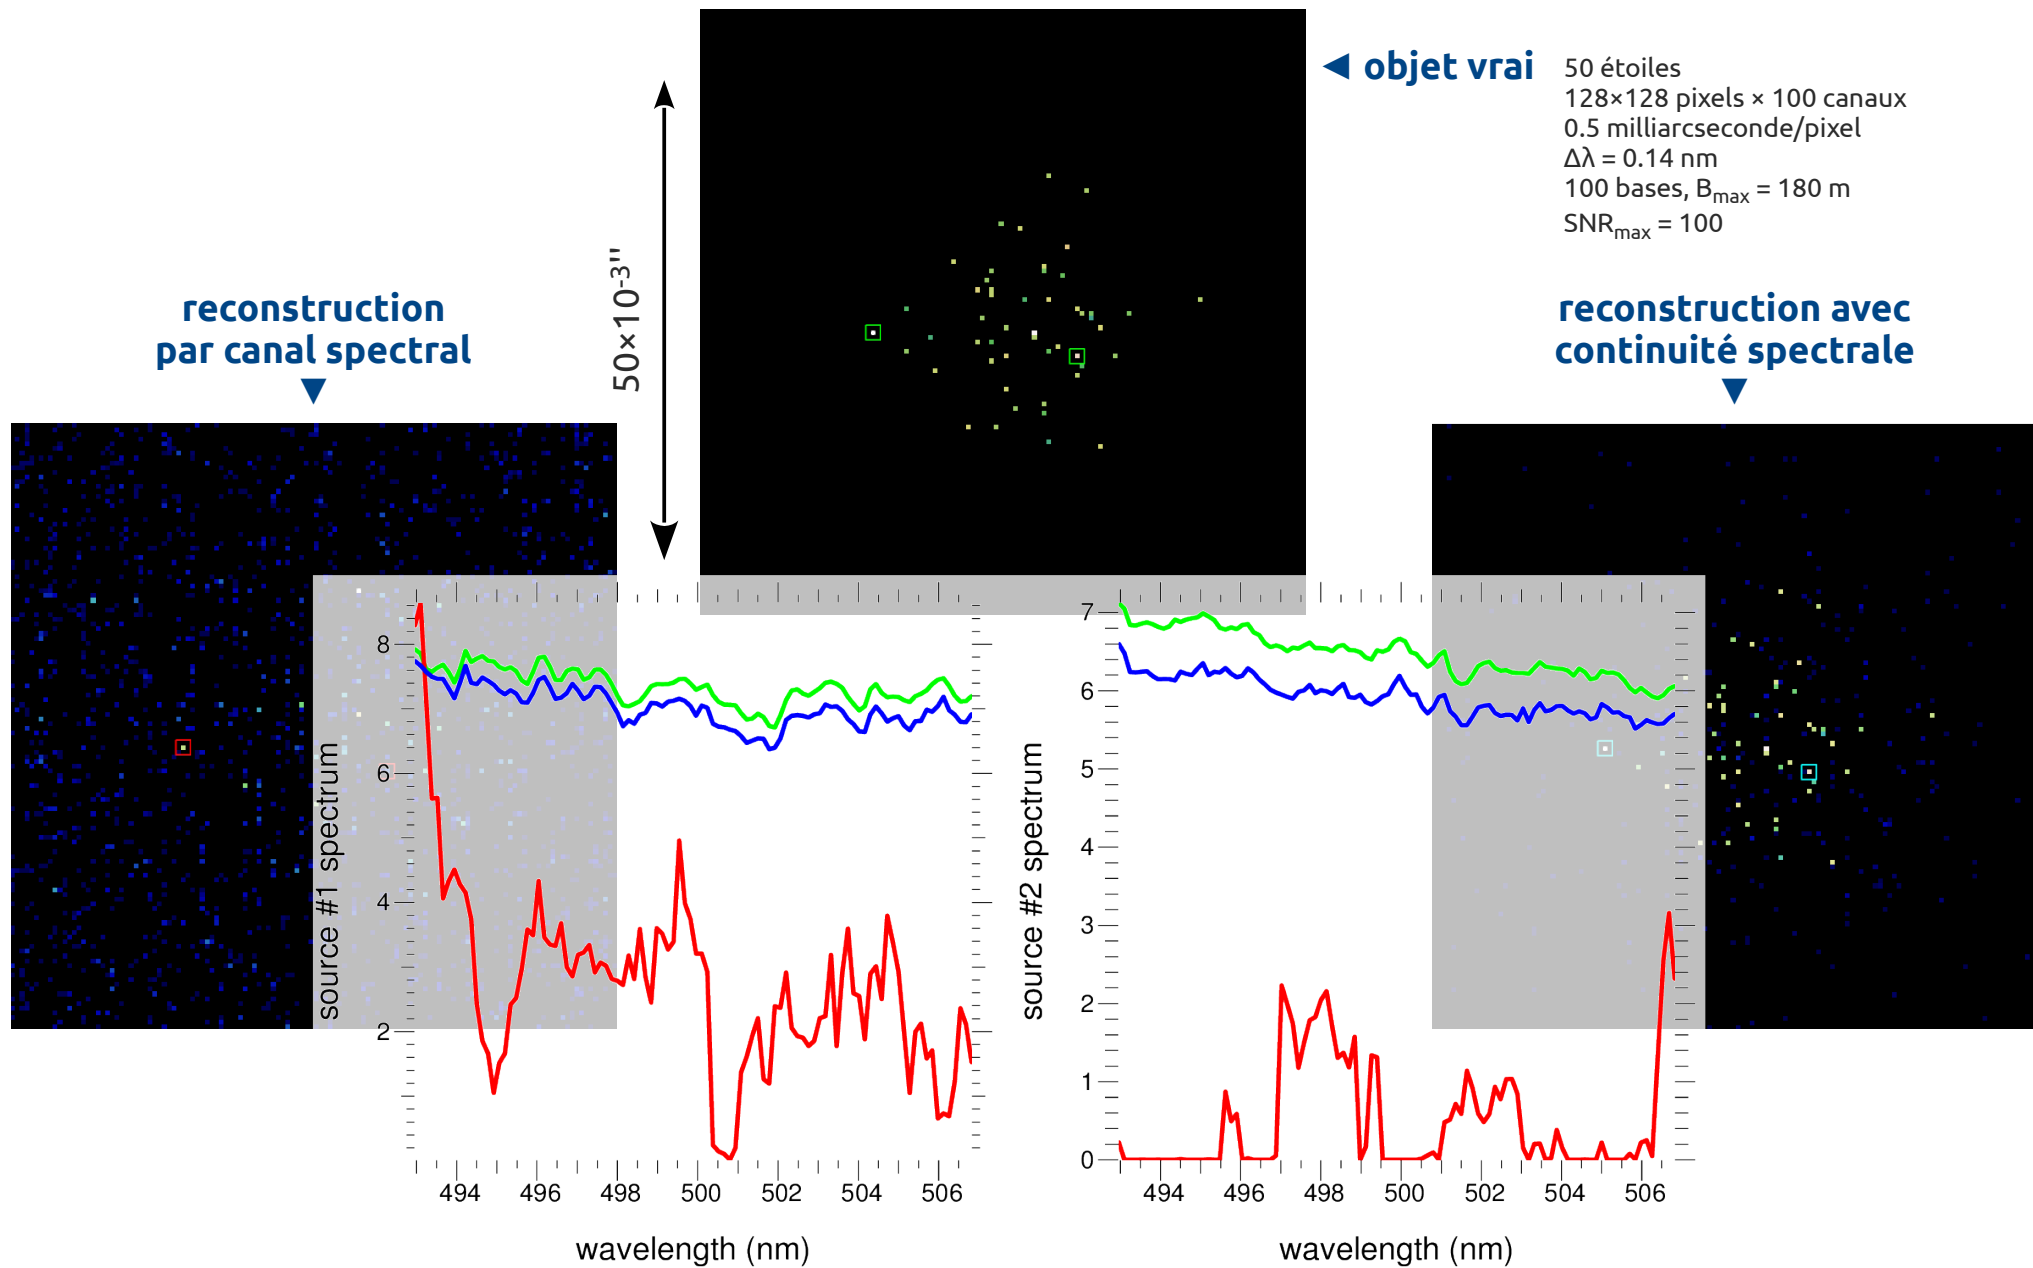 ◀ objet vrai
50 étoiles
128×128 pixels × 100 canaux
0.5 milliarcseconde/pixel
Δλ = 0.14 nm
100 bases, Bmax = 180 m
SNRmax = 100
50×10-3''
reconstruction
par canal spectral
▼
reconstruction avec
continuité spectrale
▼
source #1 spectrum
8
6
4
2
494 496 498 500 502 504 506
wavelength (nm)
source #2 spectrum
7
6
5
4
3
2
1
0
494 496 498 500 502 504 506
wavelength (nm)